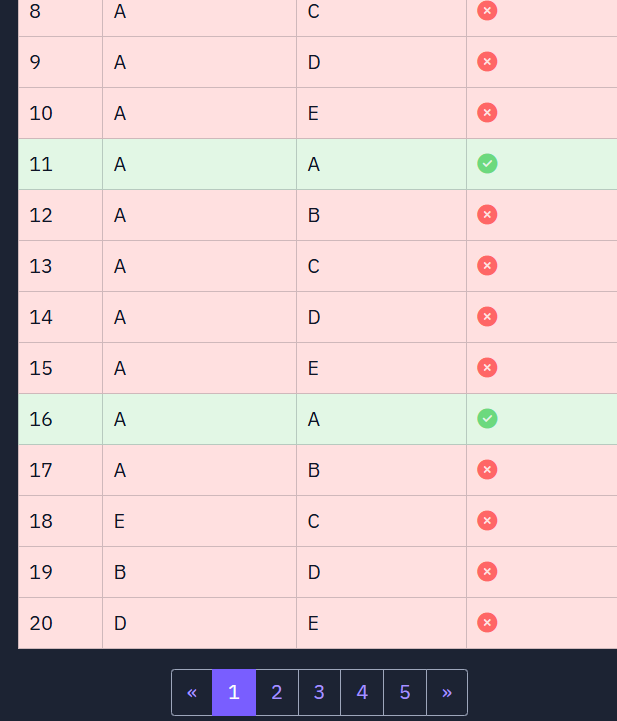 8 A C
9 A D
10 A E
11 A A
12 A B
13 A C
14 A D
15 A E
16 A A
17 A B
18 E C
19 B D
20 D E
« 1 2 3 4 5 »